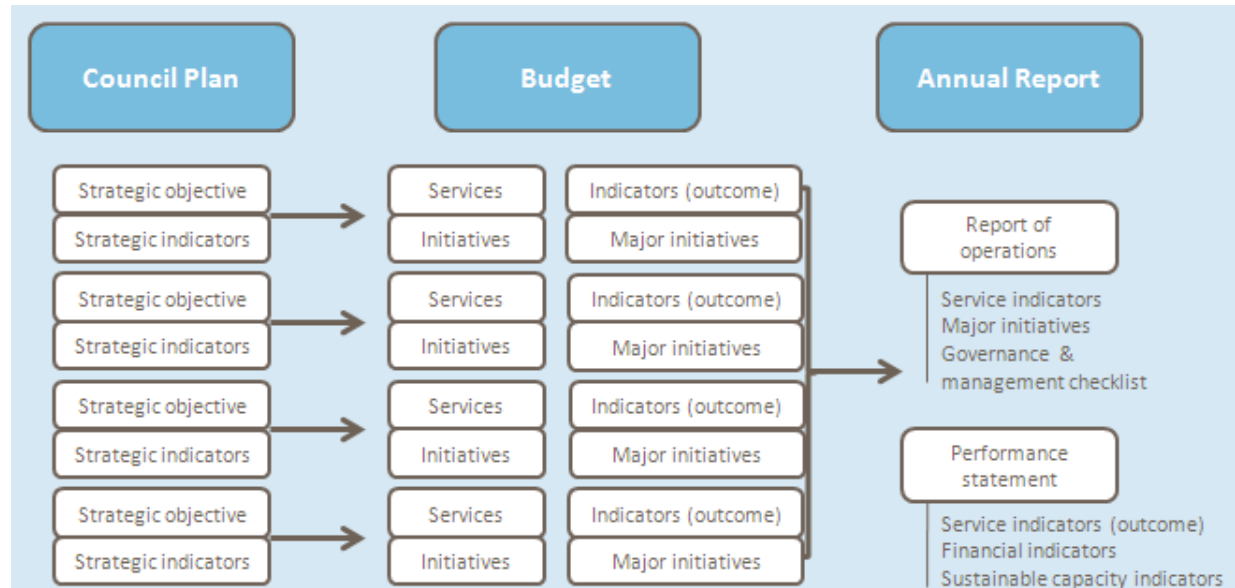 Council Plan
Budget
Annual Report
Strategic objective
Strategic indicators
Services
Initiatives
Indicators (outcome)
Major initiatives
Strategic objective
Strategic indicators
Services
Initiatives
Indicators (outcome)
Major initiatives
Strategic objective
Strategic indicators
Services
Initiatives
Indicators (outcome)
Major initiatives
Strategic objective
Strategic indicators
Services
Initiatives
Indicators (outcome)
Major initiatives
Report of
operations
Service indicators
Major initiatives
Governance &
management checklist
Performance
statement
Service indicators (outcome)
Financial indicators
Sustainable capacity indicators